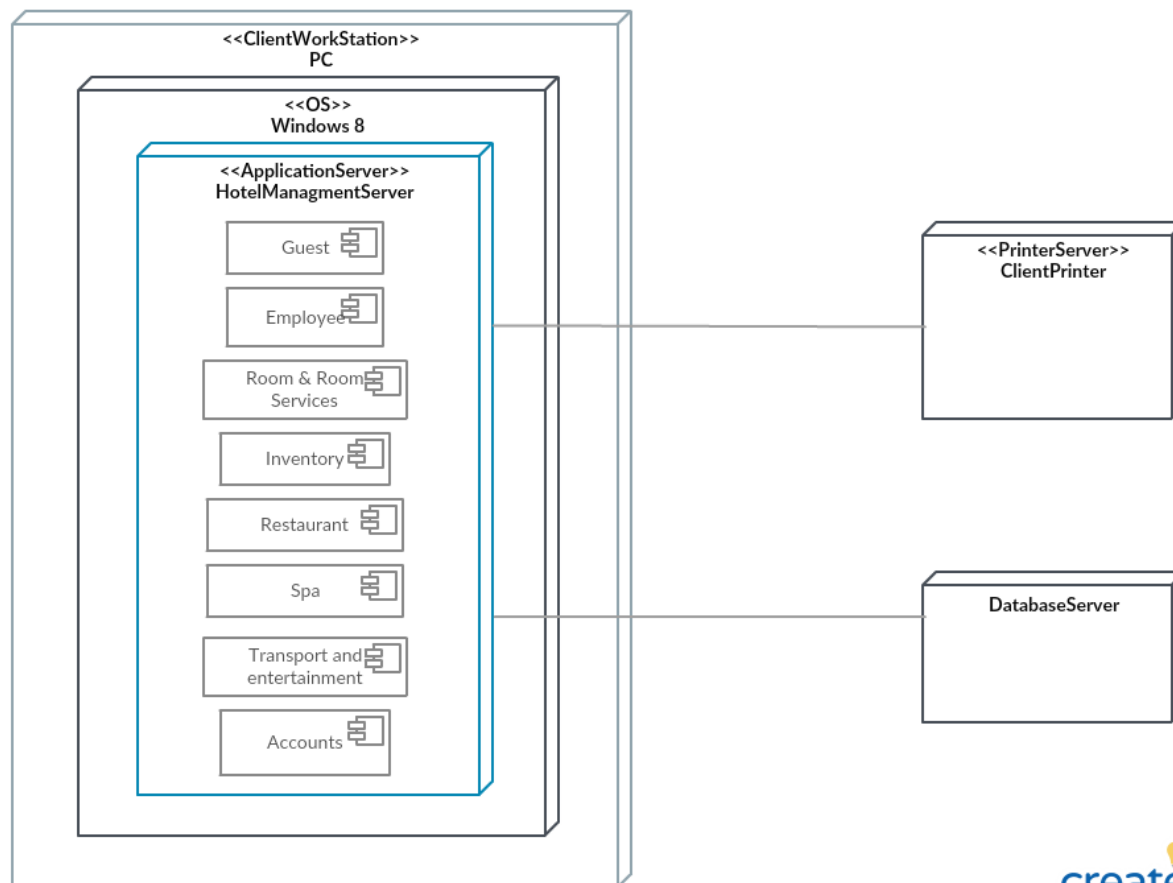 <<ClientWorkStation>>
PC
<<OS>>
Windows 8
<<ApplicationServer>>
HotelManagmentServer
Guest
Employee
Room & Room
Services
Inventory
Restaurant
Spa
Transport and
entertainment
Accounts
<<PrinterServer>>
ClientPrinter
DatabaseServer